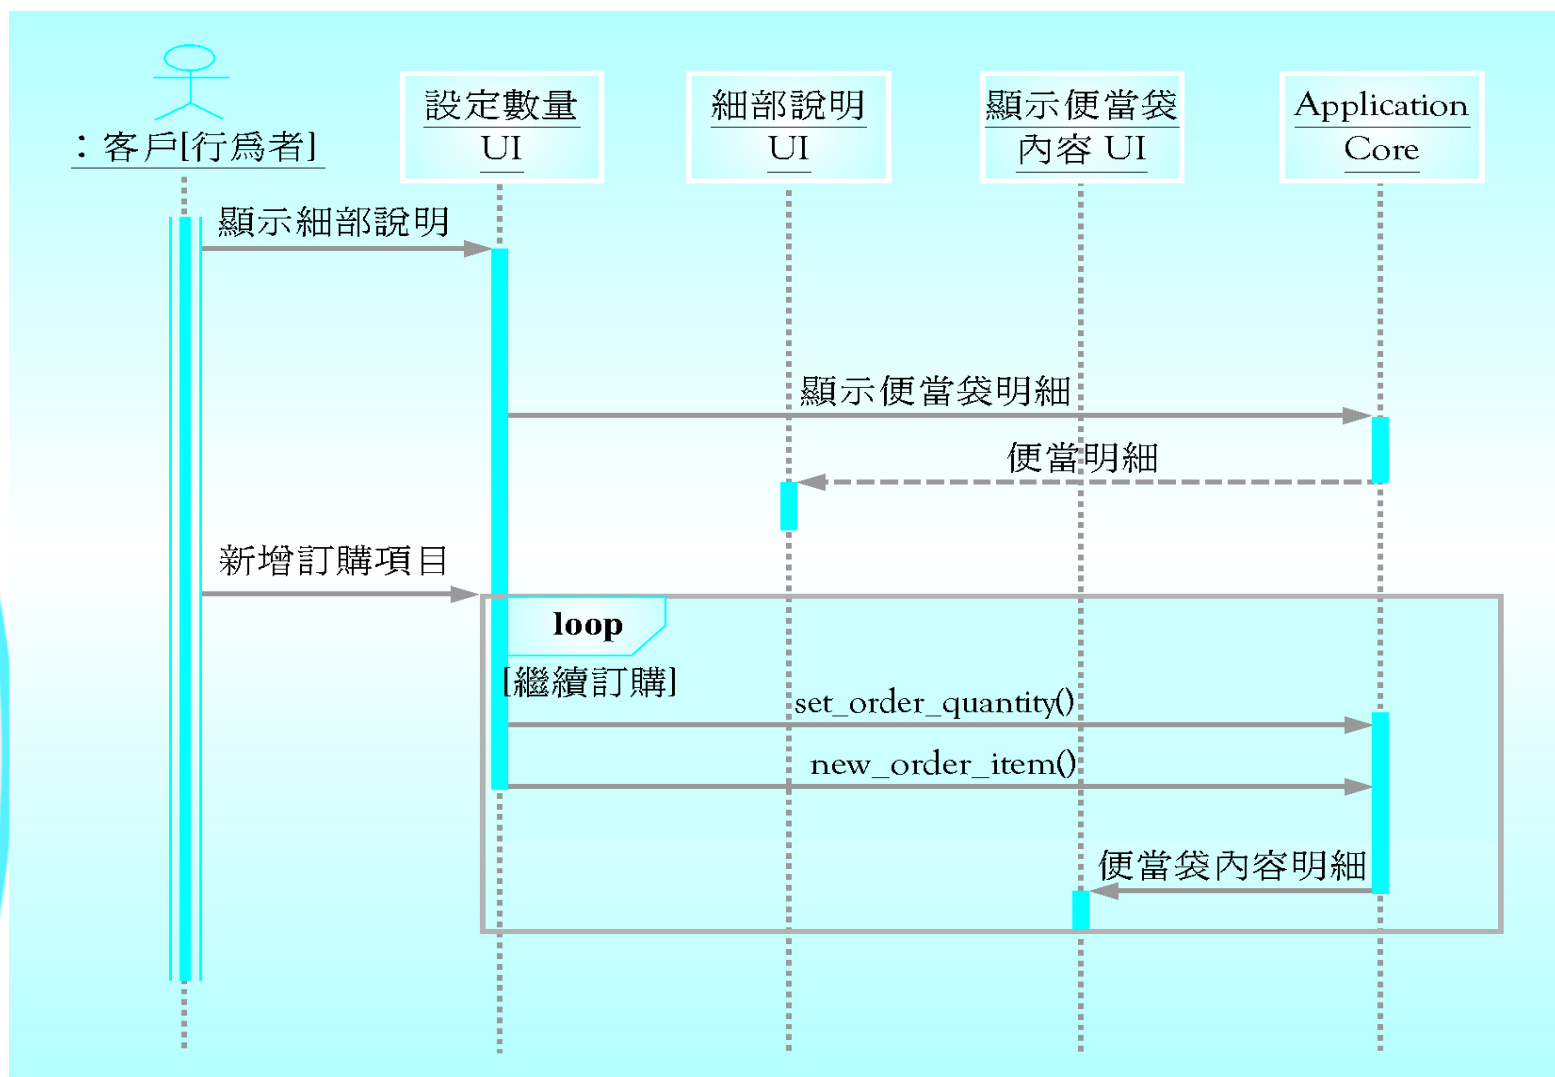 ：客戶[行為者]
設定數量
UI
細部說明
UI
顯示便當袋
內容 UI
Application
Core
顯示細部說明
顯示便當袋明細
便當明細
新增訂購項目
loop
[繼續訂購]
set_order_quantity()
new_order_item()
便當袋內容明細